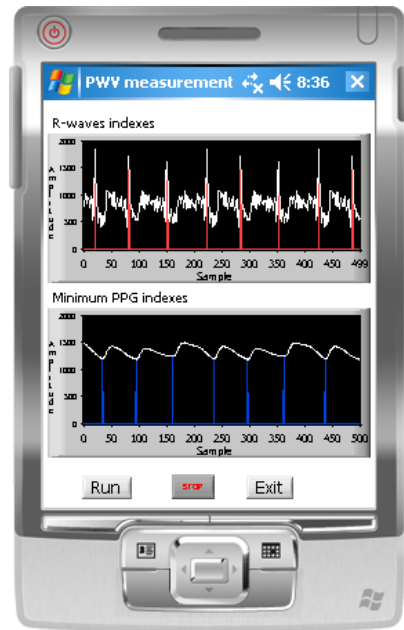 PWV measurement 8:36
R-waves indexes
2000
1500
1000
500
0
Amplitude
0 50 100 150 200 250 300 350 400 450 499
Sample
Minimum PPG indexes
2000
1000
0
Amplitude
0 50 100 150 200 250 300 350 400 450 500
Sample
Run STOP Exit